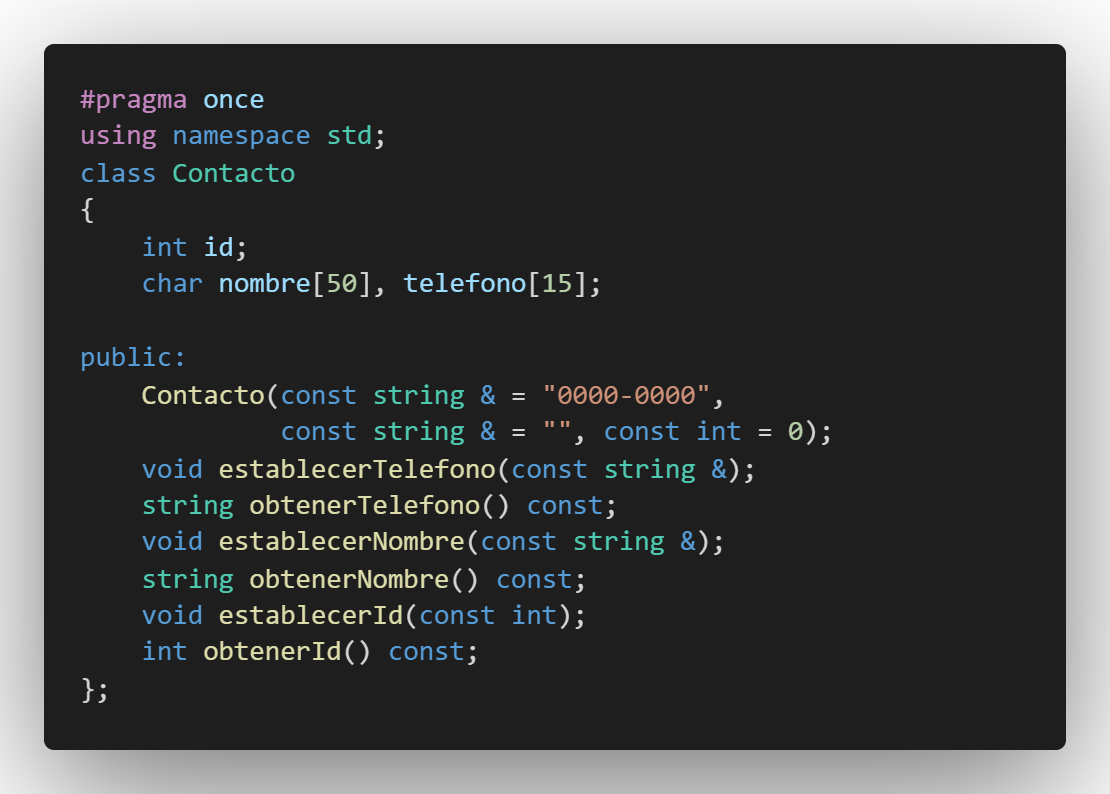 #pragma once
using namespace std;
class Contacto
{
    int id;
    char nombre[50], telefono[15];

public:
    Contacto(const string & = "0000-0000",
             const string & = "", const int = 0);
    void establecerTelefono(const string &);
    string obtenerTelefono() const;
    void establecerNombre(const string &);
    string obtenerNombre() const;
    void establecerId(const int);
    int obtenerId() const;
};